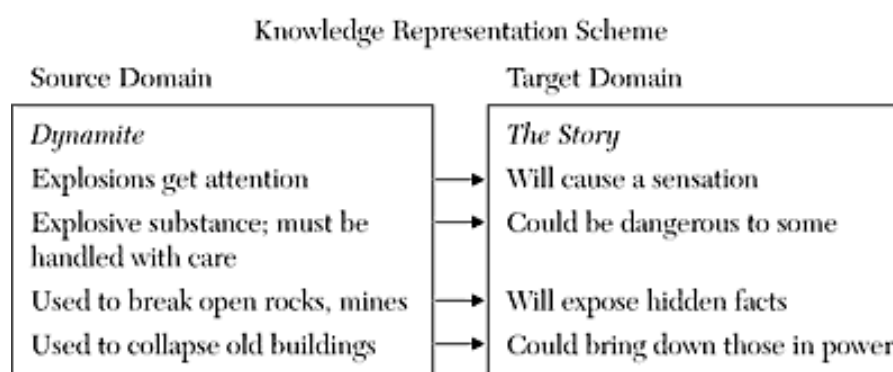 Knowledge Representation Scheme
Source Domain
Target Domain
Dynamite
Explosions get attention
Explosive substance; must be
handled with care
Used to break open rocks, mines
Used to collapse old buildings
The Story
Will cause a sensation
Could be dangerous to some
Will expose hidden facts
Could bring down those in power